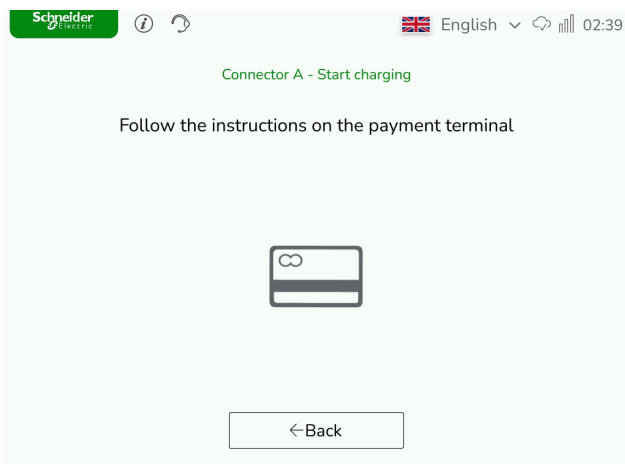 Schneider
Electric
English
02:39
Connector A - Start charging
Follow the instructions on the payment terminal
←Back